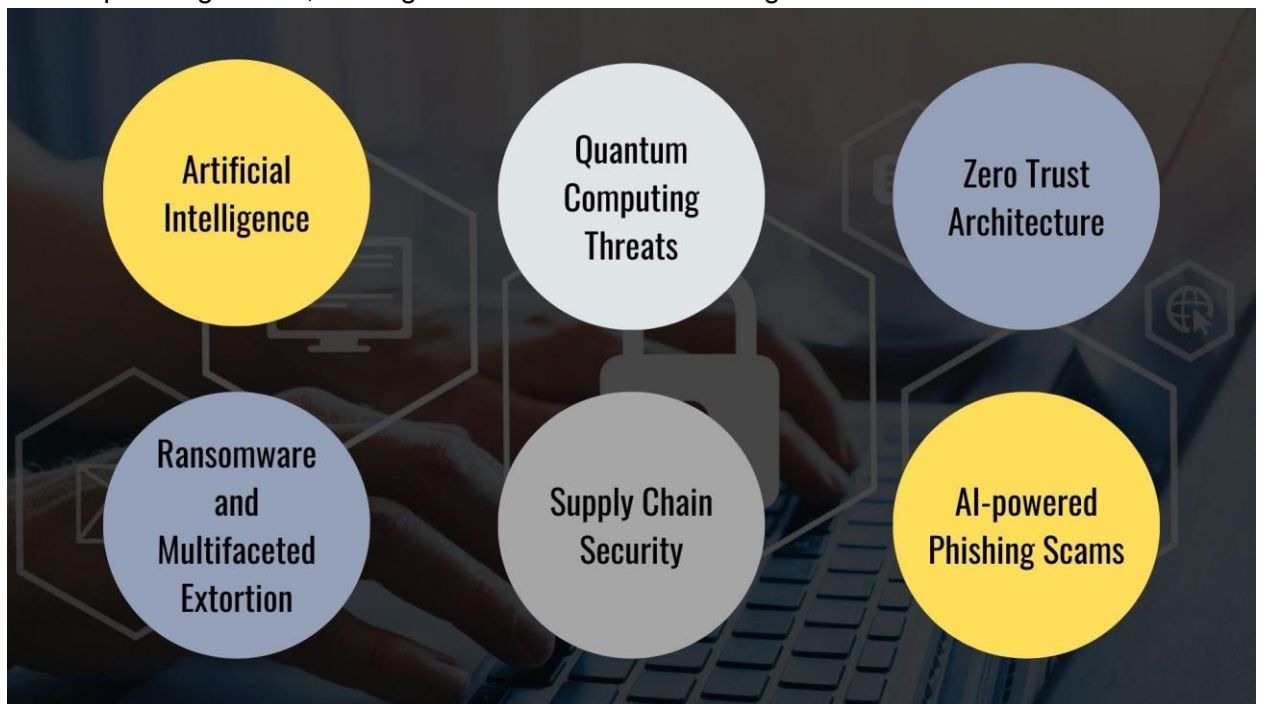 Artificial
Intelligence
Quantum
Computing
Threats
Zero Trust
Architecture
Ransomware
and
Multifaceted
Extortion
Supply Chain
Security
AI-powered
Phishing Scams